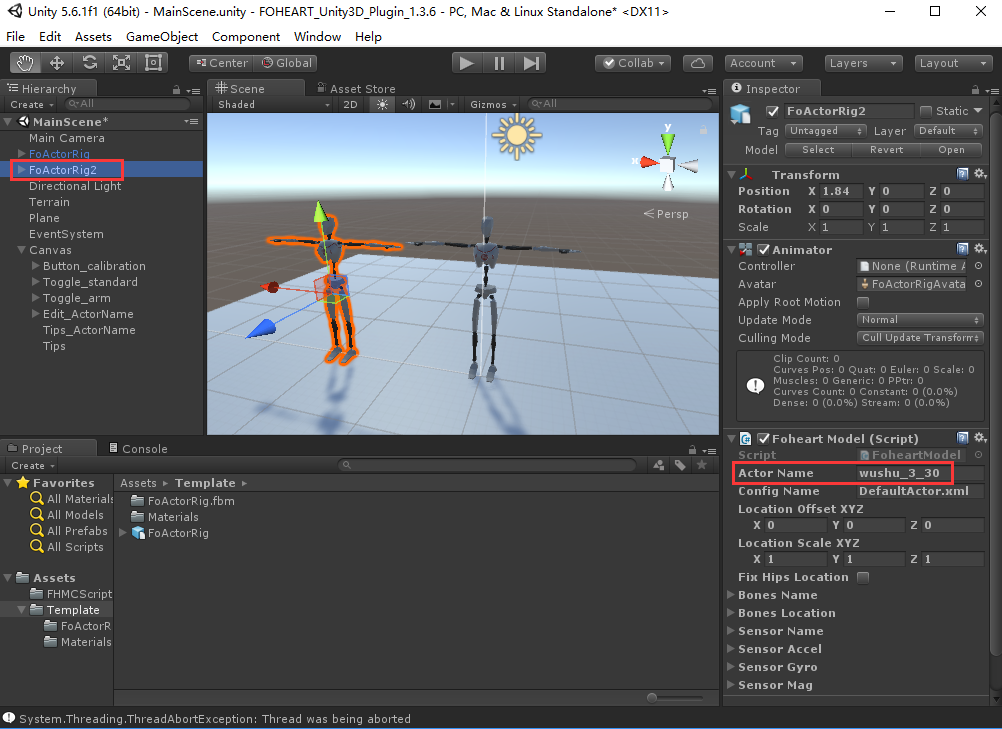 Unity 5.6.1f1 (64bit) - MainScene.unity - FOHEART_Unity3D_Plugin_1.3.6 - PC, Mac & Linux Standalone* <DX11>
File Edit Assets GameObject Component Window Help
Center Global Collab Account Layers Layout
Hierarchy
Create All
MainScene*
Main Camera
FoActorRig
FoActorRig2
Directional Light
Terrain
Plane
EventSystem
Canvas
Button_calibration
Toggle_standard
Toggle_arm
Edit_ActorName
Tips_ActorName
Tips
Scene Asset Store
Shaded 2D Gizmos All
y
x
Persp
Inspector
FoActorRig2 Static
Tag Untagged Layer Default
Model Select Revert Open
Transform
Position X 1.84 Y 0 Z 0
Rotation X 0 Y 0 Z 0
Scale X 1 Y 1 Z 1
Animator
Controller None (Runtime A
Avatar FoActorRigAvata
Apply Root Motion
Update Mode Normal
Culling Mode Cull Update Transform
Clip Count: 0
Curves Pos: 0 Quat: 0 Euler: 0 Scale: 0
Muscles: 0 Generic: 0 PPtr: 0
Curves Count: 0 Constant: 0 (0.0%)
Dense: 0 (0.0%) Stream: 0 (0.0%)
Foheart Model (Script)
Script FoheartModel
Actor Name wushu_3_30
Config Name DefaultActor.xml
Location Offset XYZ
X 0 Y 0 Z 0
Location Scale XYZ
X 1 Y 1 Z 1
Fix Hips Location
Bones Name
Bones Location
Sensor Name
Sensor Accel
Sensor Gyro
Sensor Mag
Project Console
Create
Favorites
All Materials
All Models
All Prefabs
All Scripts
Assets
FHMCScript
Template
FoActorR
Materials
Assets Template
FoActorRig.fbm
Materials
FoActorRig
System.Threading.ThreadAbortException: Thread was being aborted